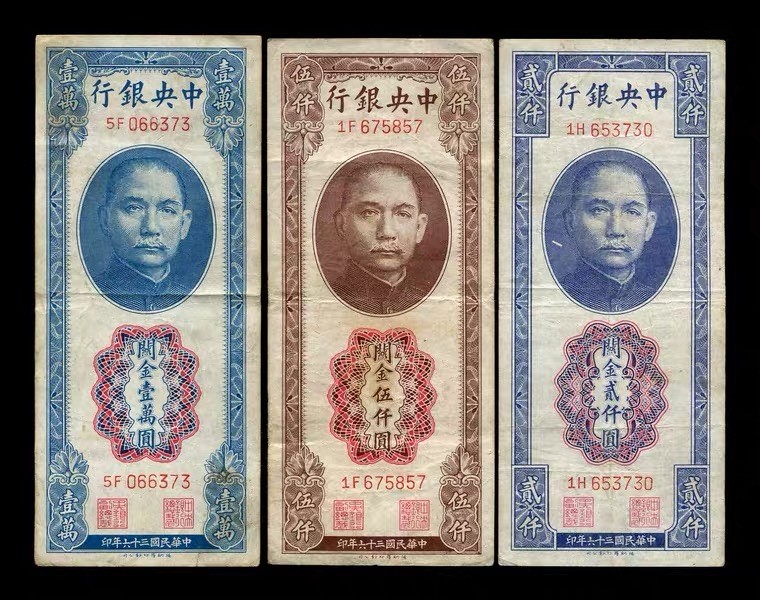 壹萬 壹萬
中央銀行
5F 066373
關金壹萬圓
5F 066373
壹萬 壹萬
中華民國三十六年印
伍仟 伍仟
中央銀行
1F 675857
關金伍仟圓
1F 675857
伍仟 伍仟
中華民國三十六年印
貳仟 貳仟
中央銀行
1H 653730
關金貳仟圓
1H 653730
貳仟 貳仟
中華民國三十六年印